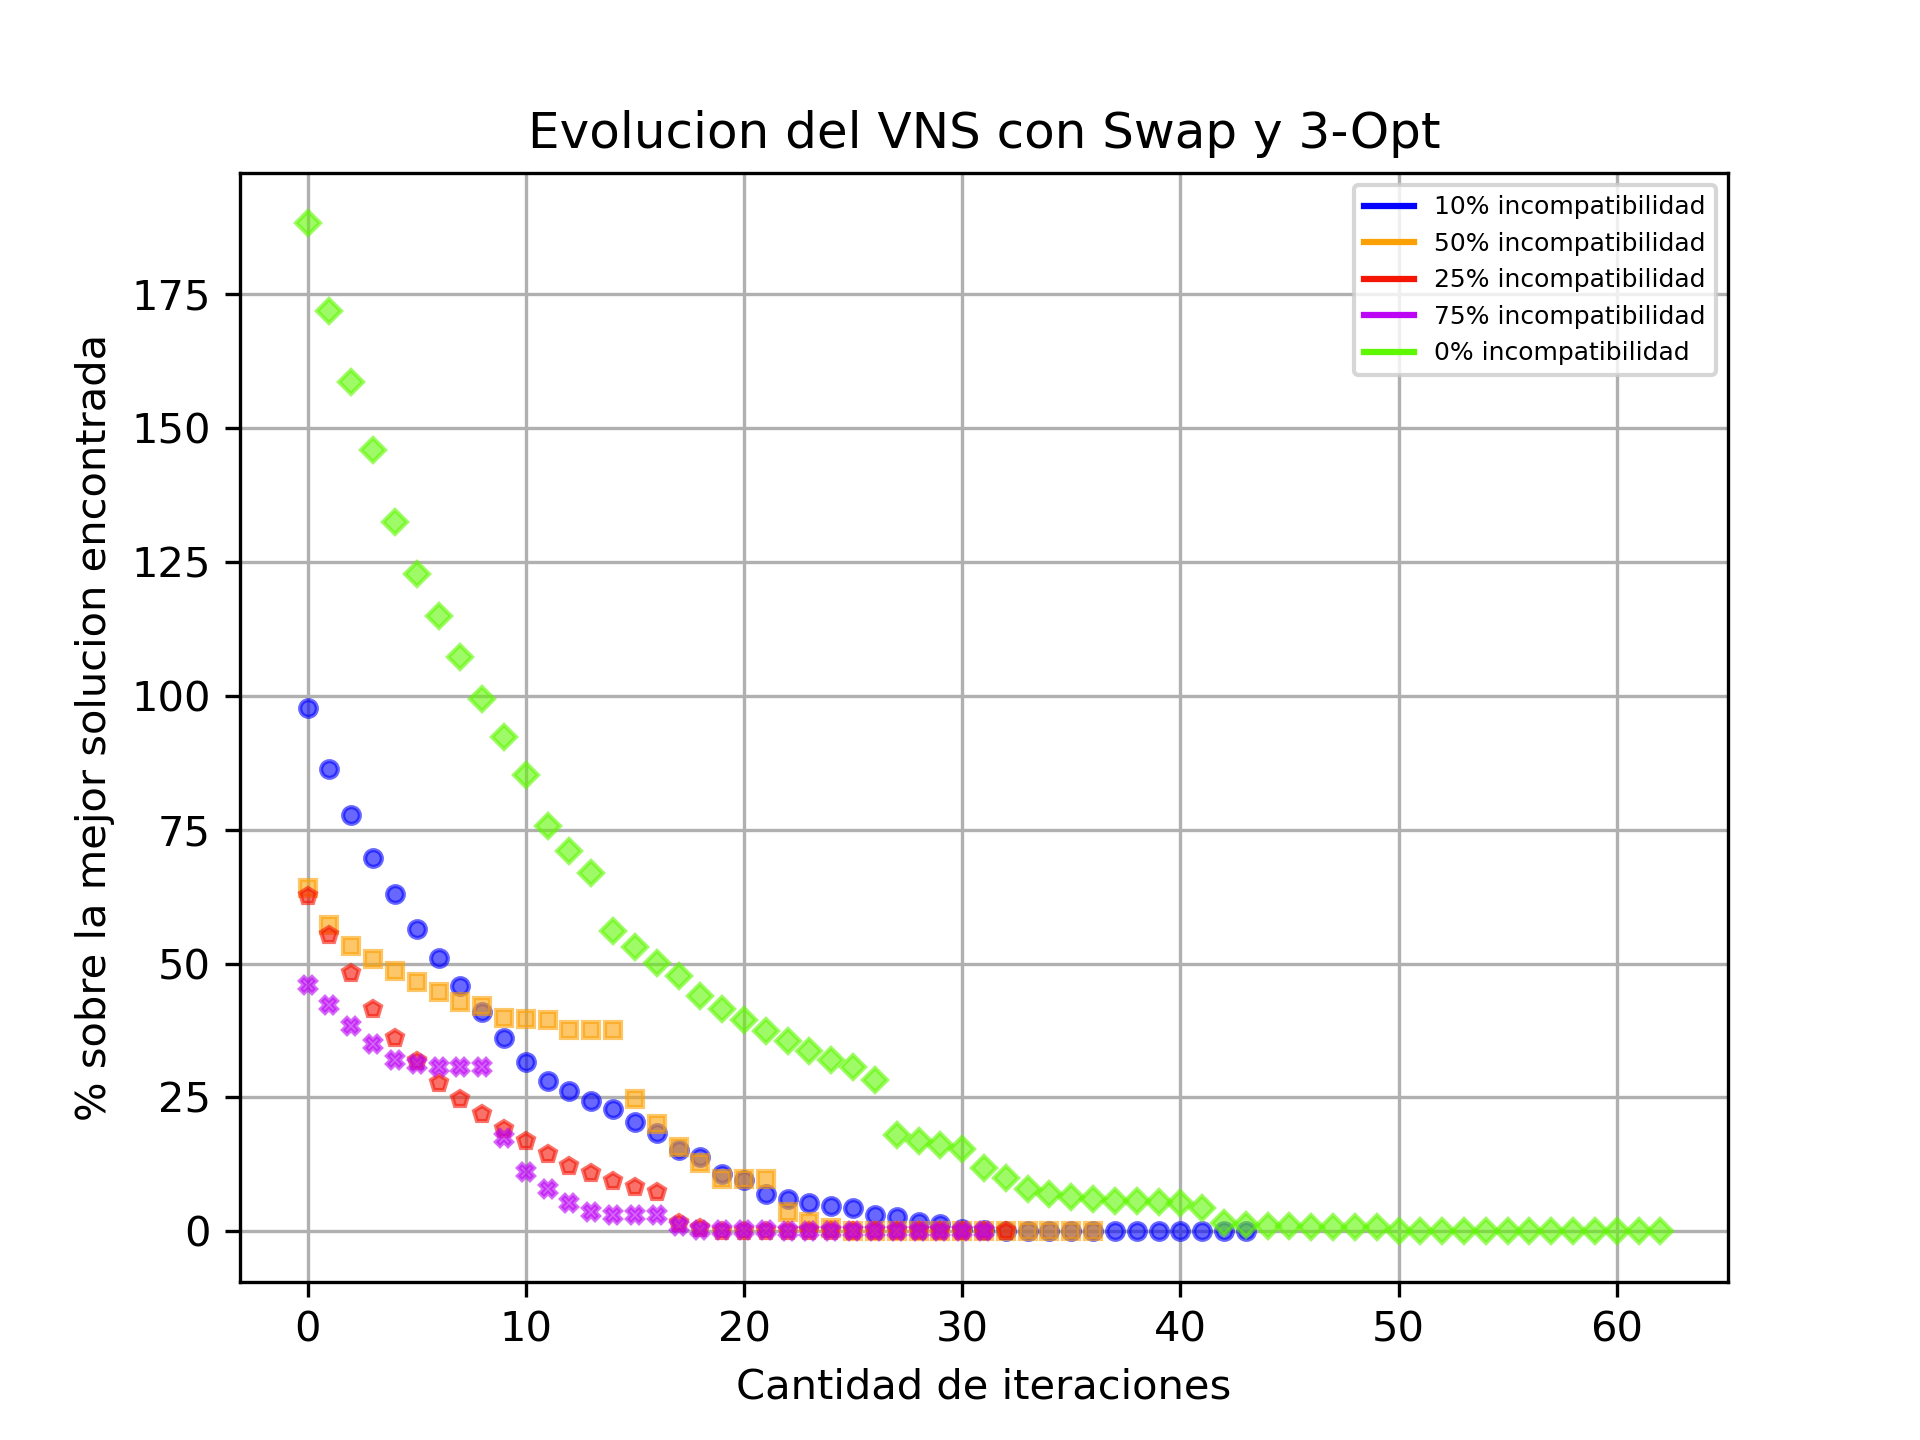 Evolucion del VNS con Swap y 3-Opt
10% incompatibilidad
50% incompatibilidad
25% incompatibilidad
75% incompatibilidad
0% incompatibilidad
% sobre la mejor solucion encontrada
175
150
125
100
75
50
25
0
0 10 20 30 40 50 60
Cantidad de iteraciones